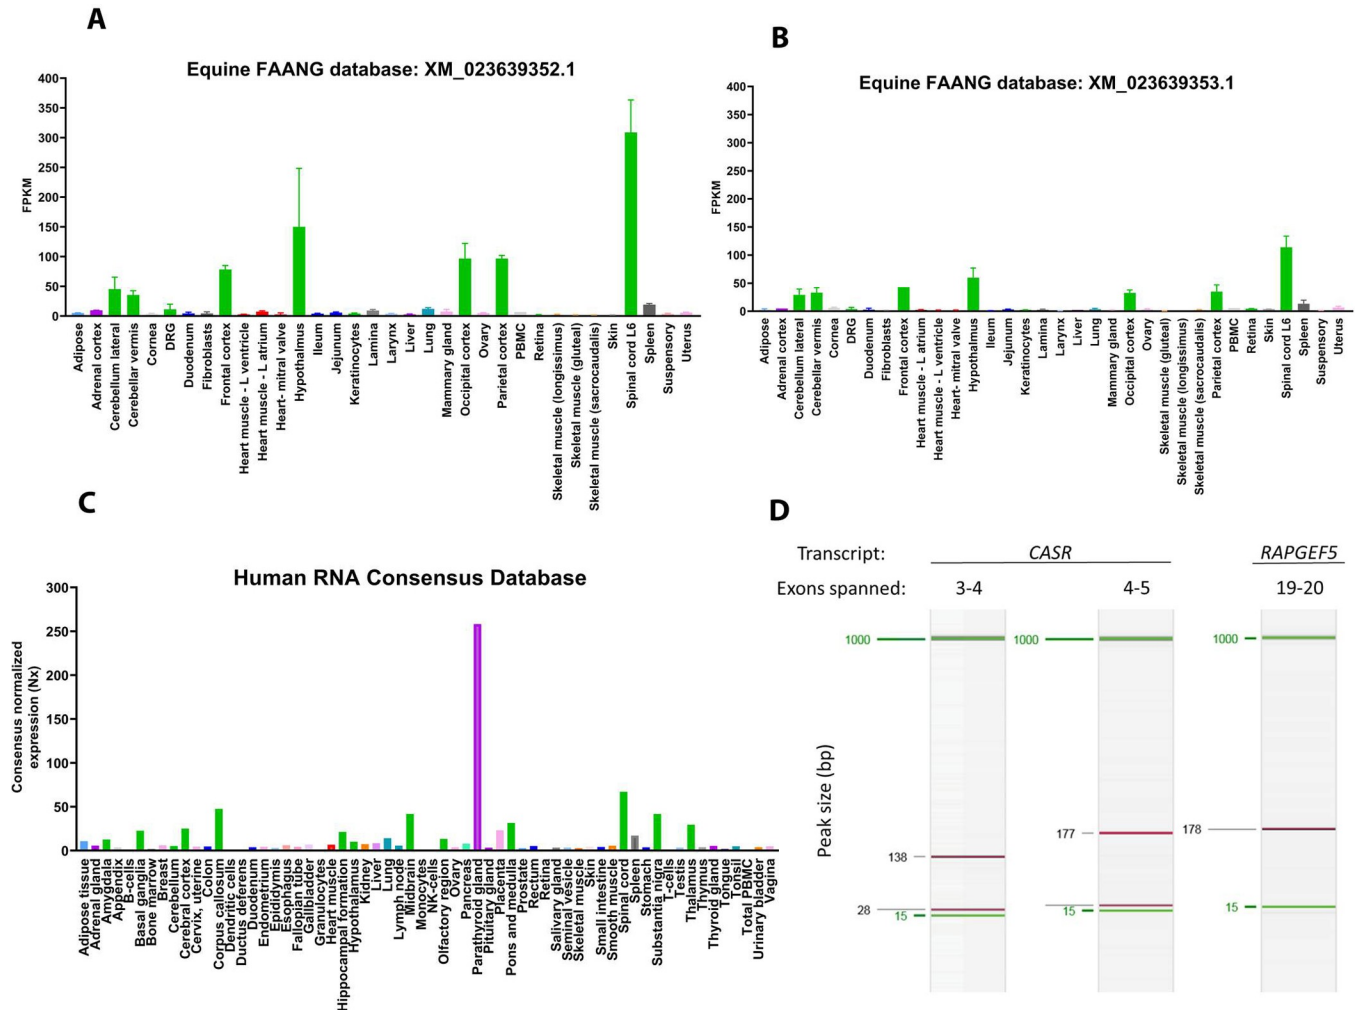 A
Equine FAANG database: XM_023639352.1
FPKM
400
350
300
250
200
150
100
50
0
Adipose
Adrenal cortex
Cerebellum lateral
Cerebellar vermis
Cornea
DRG
Duodenum
Fibroblasts
Frontal cortex
Heart muscle - L ventricle
Heart muscle - L atrium
Heart- mitral valve
Hypothalmus
Ileum
Jejunum
Keratinocytes
Lamina
Larynx
Liver
Lung
Mammary gland
Occipital cortex
Ovary
Parietal cortex
PBMC
Retina
Skeletal muscle (longissimus)
Skeletal muscle (gluteal)
Skeletal muscle (sacrocaudalis)
Skin
Spinal cord L6
Spleen
Suspensory
Uterus
B
Equine FAANG database: XM_023639353.1
FPKM
400
350
300
250
200
150
100
50
0
Adipose
Adrenal cortex
Cerebellum lateral
Cerebellar vermis
Cornea
DRG
Duodenum
Fibroblasts
Frontal cortex
Heart muscle - L atrium
Heart muscle - L ventricle
Heart- mitral valve
Hypothalmus
Ileum
Jejunum
Keratinocytes
Lamina
Larynx
Liver
Lung
Mammary gland
Occipital cortex
Ovary
Skeletal muscle (gluteal)
Skeletal muscle (longissimus)
Skeletal muscle (sacrocaudalis)
Parietal cortex
PBMC
Retina
Skin
Spinal cord L6
Spleen
Suspensory
Uterus
C
Human RNA Consensus Database
Consensus normalized
expression (Nx)
300
250
200
150
100
50
0
Adipose tissue
Adrenal gland
Amygdala
Appendix
B-cells
Basal ganglia
Bone marrow
Breast
Cerebellum
Cerebral cortex
Cervix, uterine
Colon
Corpus callosum
Dendritic cells
Ductus deferens
Duodenum
Endometrium
Epididymis
Esophagus
Fallopian tube
Gallbladder
Granulocytes
Heart muscle
Hippocampal formation
Hypothalamus
Kidney
Liver
Lung
Lymph node
Midbrain
Monocytes
NK-cells
Olfactory region
Ovary
Pancreas
Parathyroid gland
Pituitary gland
Placenta
Pons and medulla
Prostate
Rectum
Retina
Salivary gland
Seminal vesicle
Skeletal muscle
Skin
Small intestine
Smooth muscle
Spinal cord
Spleen
Stomach
Substantia nigra
T-cells
Testis
Thalamus
Thymus
Thyroid gland
Tongue
Tonsil
Total PBMC
Urinary bladder
Vagina
D
Transcript: CASR RAPGEF5
Exons spanned: 3-4 4-5 19-20
Peak size (bp)
1000 1000 1000
177 178
138
28 15 15
15